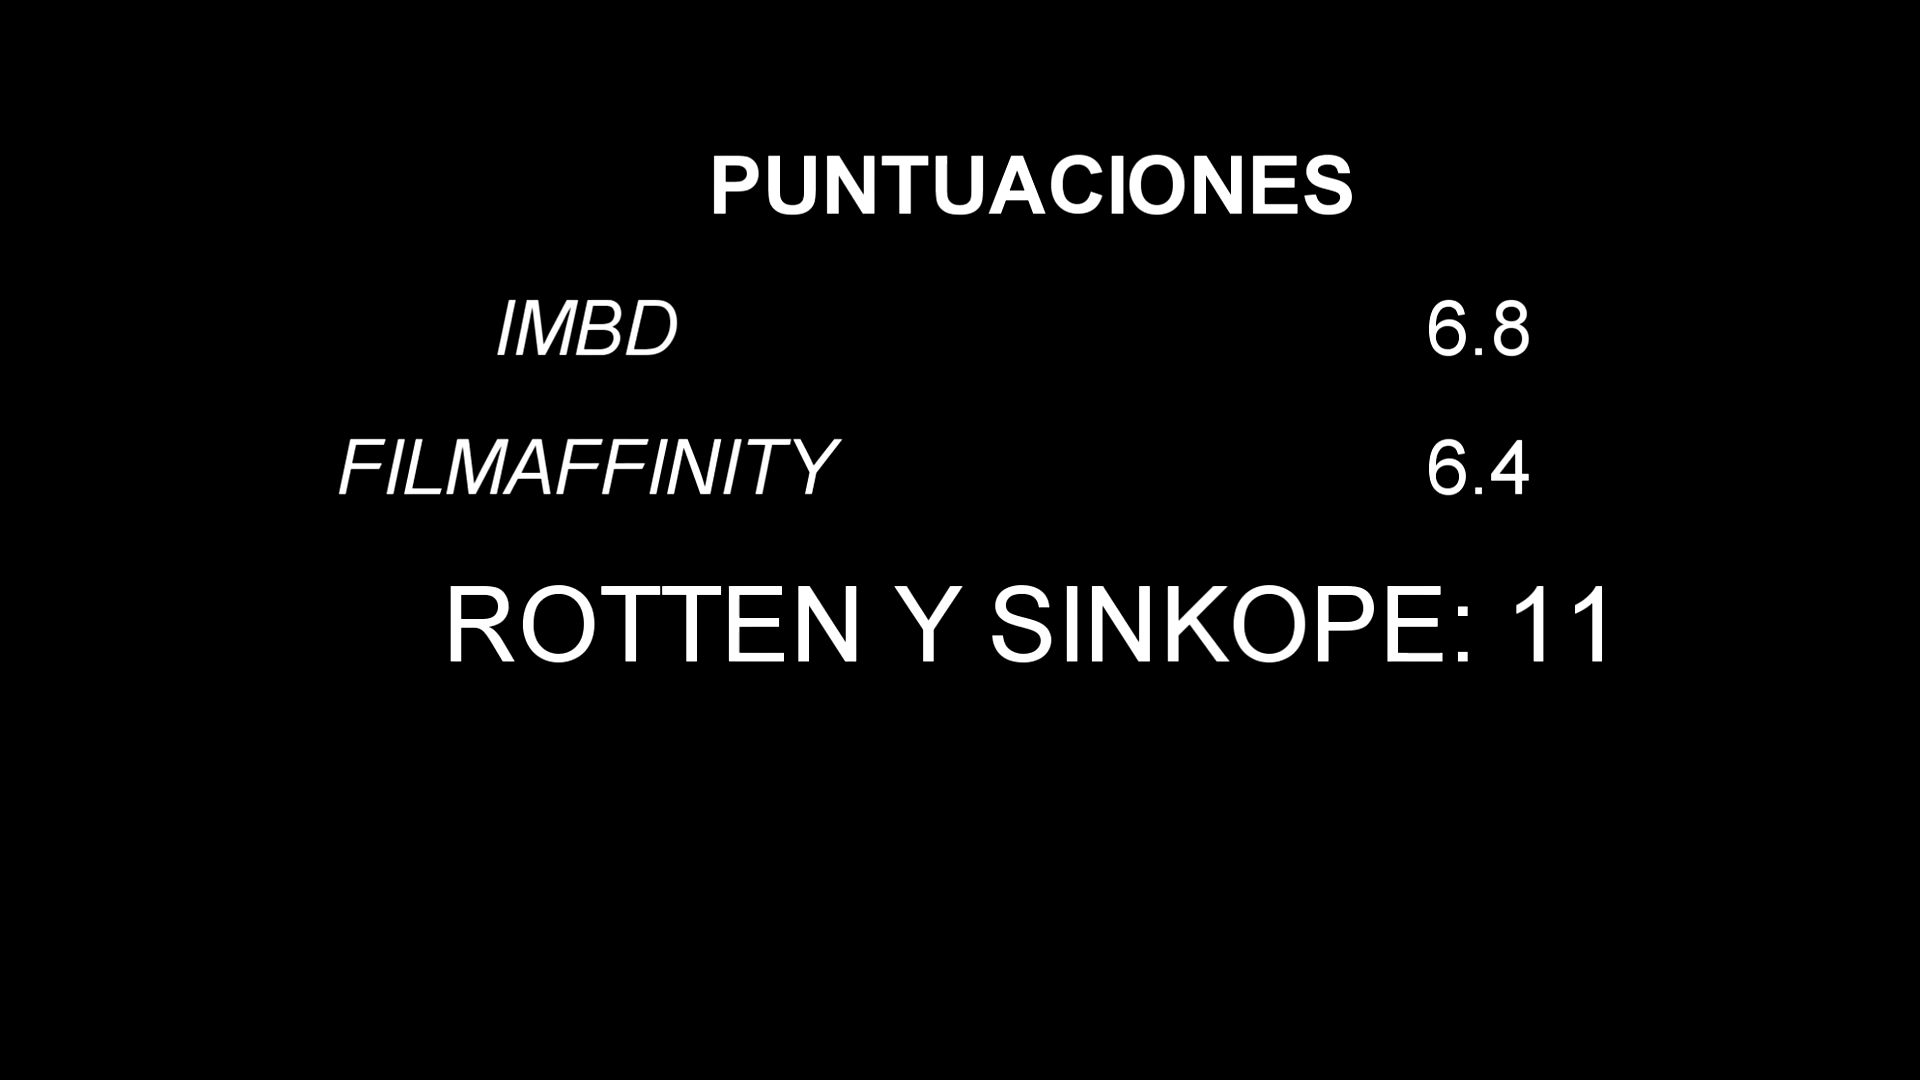 PUNTUACIONES
IMBD 6.8
FILMAFFINITY 6.4
ROTTEN Y SINKOPE: 11